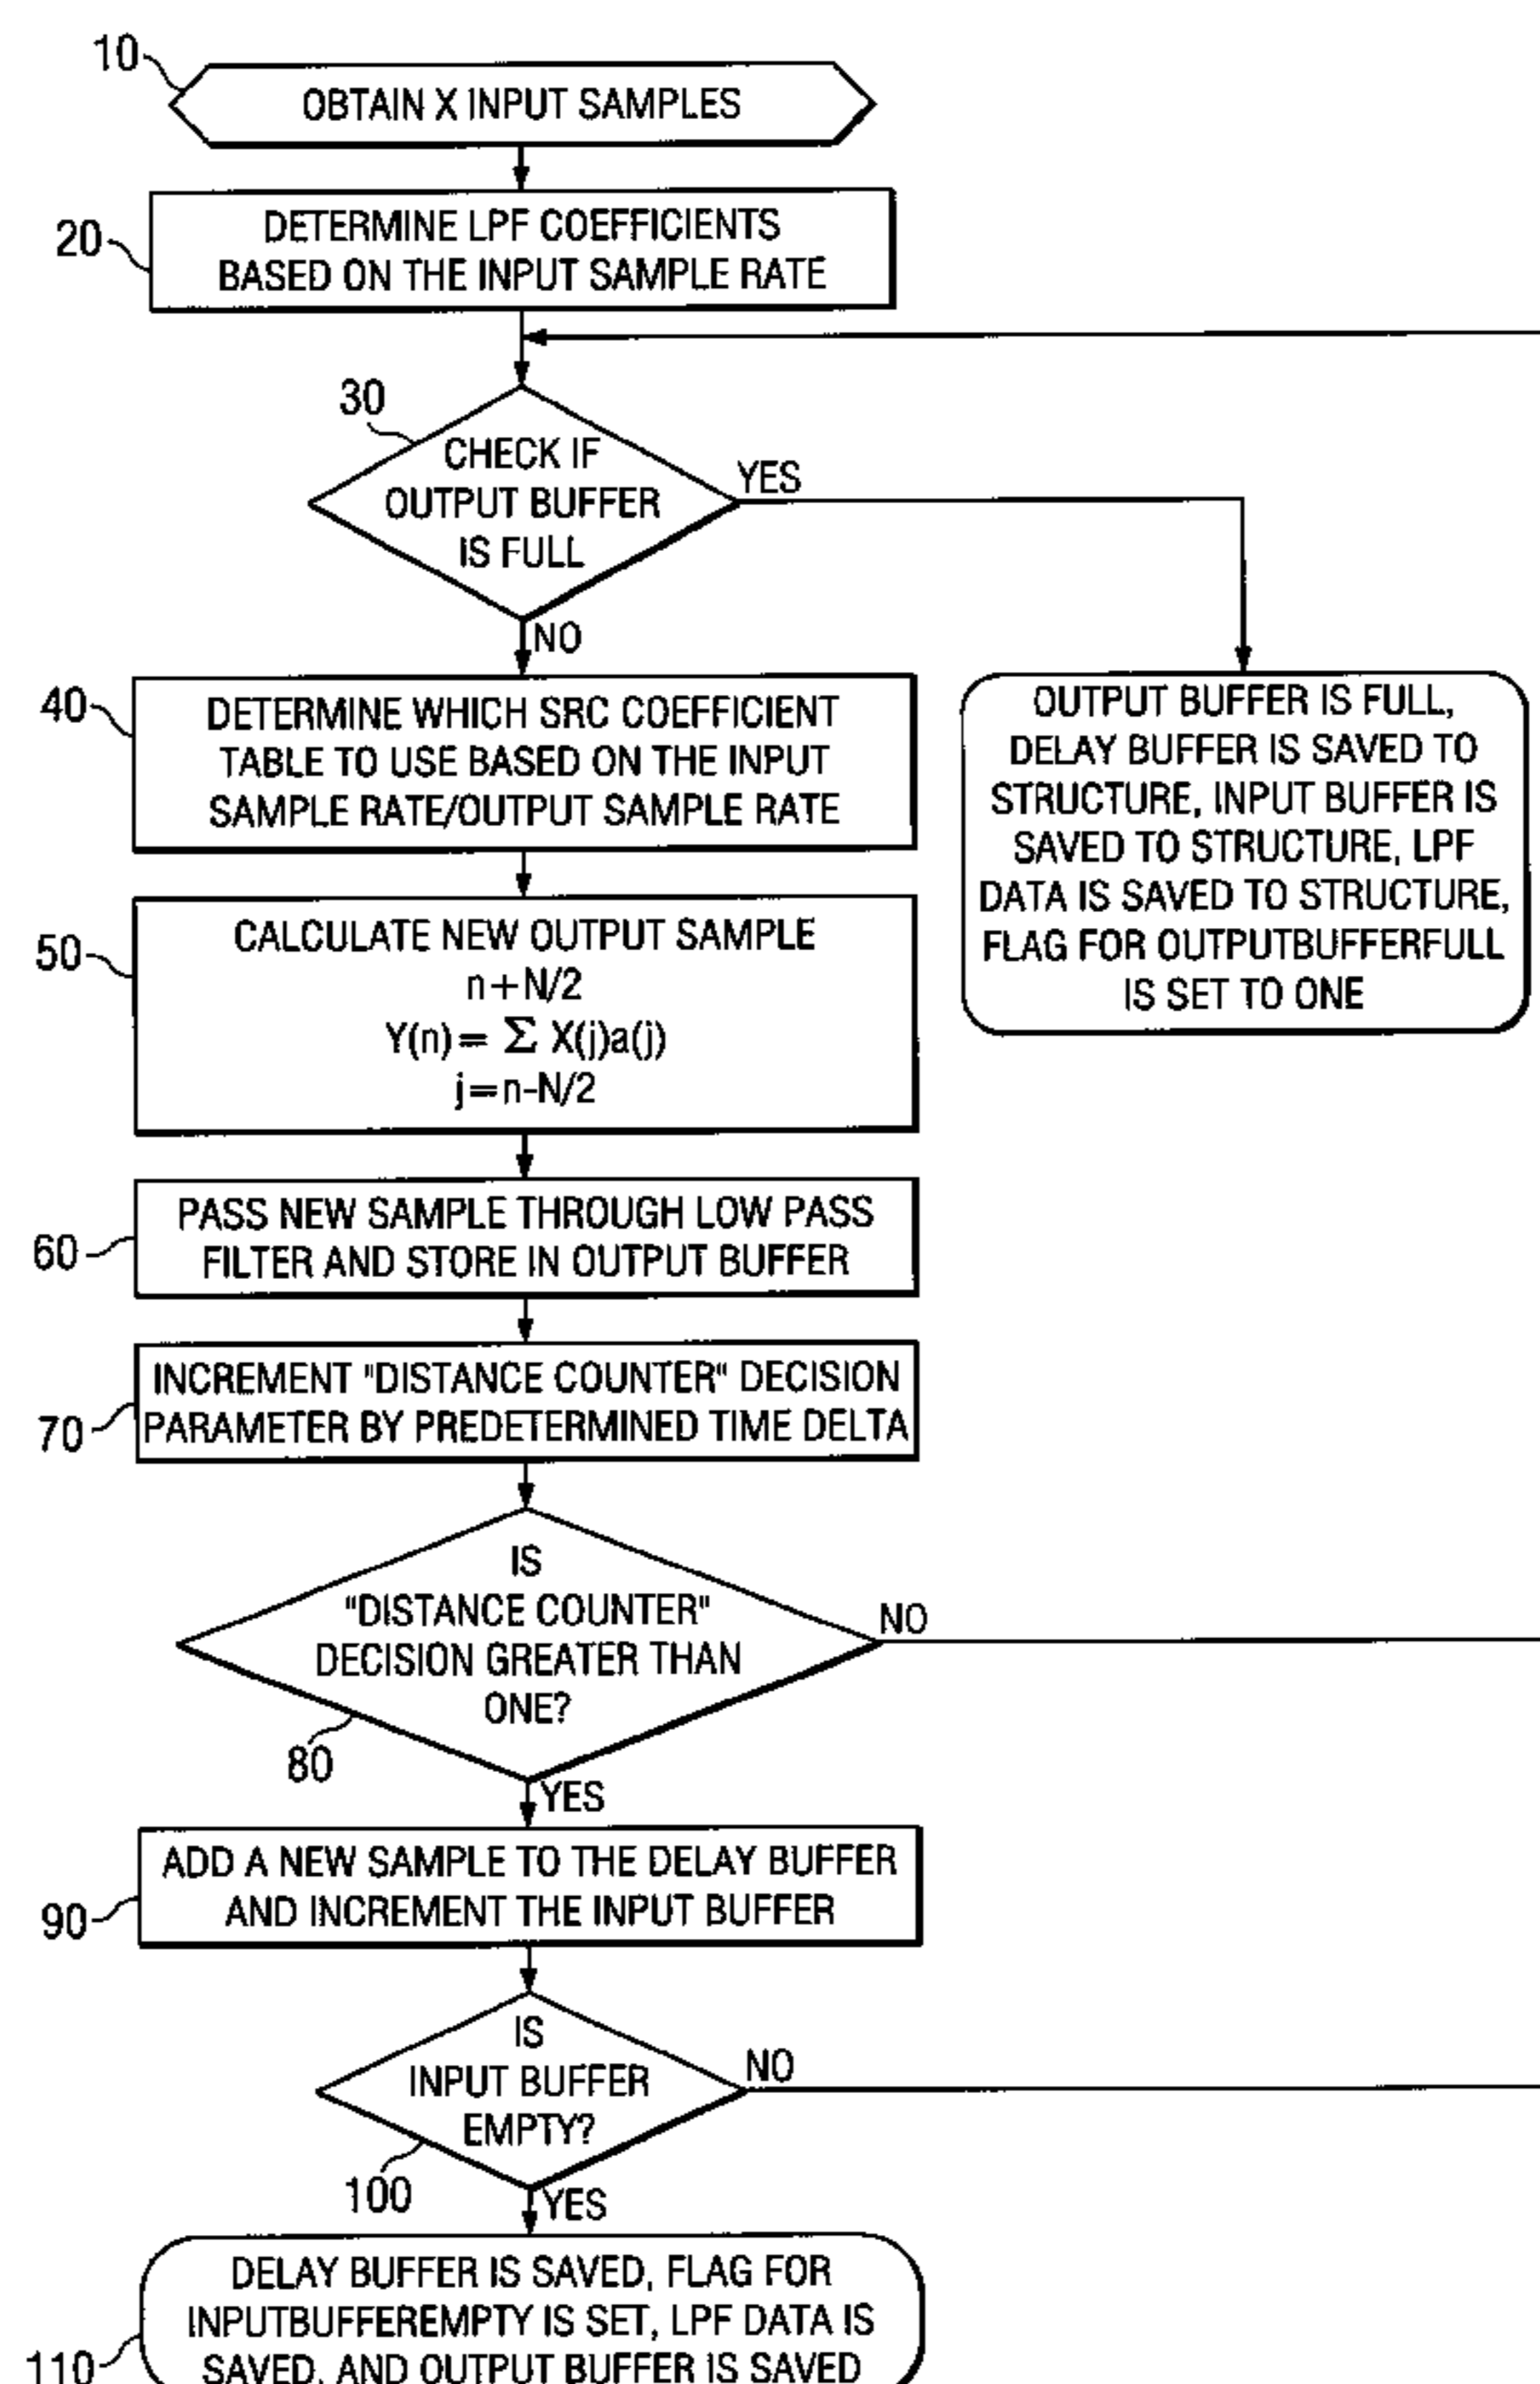 10
OBTAIN X INPUT SAMPLES
20
DETERMINE LPF COEFFICIENTS
BASED ON THE INPUT SAMPLE RATE
30
CHECK IF
OUTPUT BUFFER
IS FULL
YES
NO
40
DETERMINE WHICH SRC COEFFICIENT
TABLE TO USE BASED ON THE INPUT
SAMPLE RATE/OUTPUT SAMPLE RATE
OUTPUT BUFFER IS FULL,
DELAY BUFFER IS SAVED TO
STRUCTURE, INPUT BUFFER IS
SAVED TO STRUCTURE, LPF
DATA IS SAVED TO STRUCTURE,
FLAG FOR OUTPUTBUFFERFULL
IS SET TO ONE
50
CALCULATE NEW OUTPUT SAMPLE
n+N/2
Y(n)= Σ X(j)a(j)
j=n-N/2
60
PASS NEW SAMPLE THROUGH LOW PASS
FILTER AND STORE IN OUTPUT BUFFER
70
INCREMENT "DISTANCE COUNTER" DECISION
PARAMETER BY PREDETERMINED TIME DELTA
IS
"DISTANCE COUNTER"
DECISION GREATER THAN
ONE?
NO
80
YES
90
ADD A NEW SAMPLE TO THE DELAY BUFFER
AND INCREMENT THE INPUT BUFFER
IS
INPUT BUFFER
EMPTY?
NO
100
YES
110
DELAY BUFFER IS SAVED, FLAG FOR
INPUTBUFFEREMPTY IS SET, LPF DATA IS
SAVED, AND OUTPUT BUFFER IS SAVED